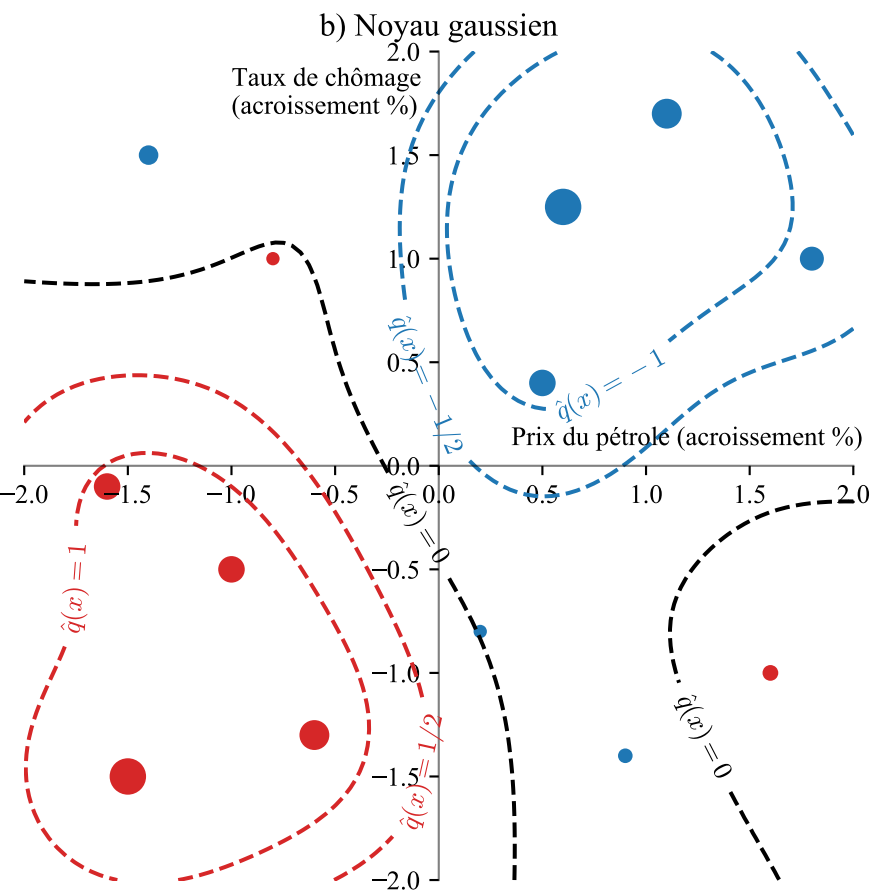 b) Noyau gaussien
2.0
Taux de chômage
(acroissement %)
1.5
1.0
q̂(x) = −1/2
0.5
q̂(x) = −1
Prix du pétrole (acroissement %)
0.0
−2.0 −1.5 −1.0 −0.5 0.0 0.5 1.0 1.5 2.0
q̂(x) = 0
−0.5
q̂(x) = 1
−1.0
q̂(x) = 0
q̂(x) = 1/2
−1.5
−2.0